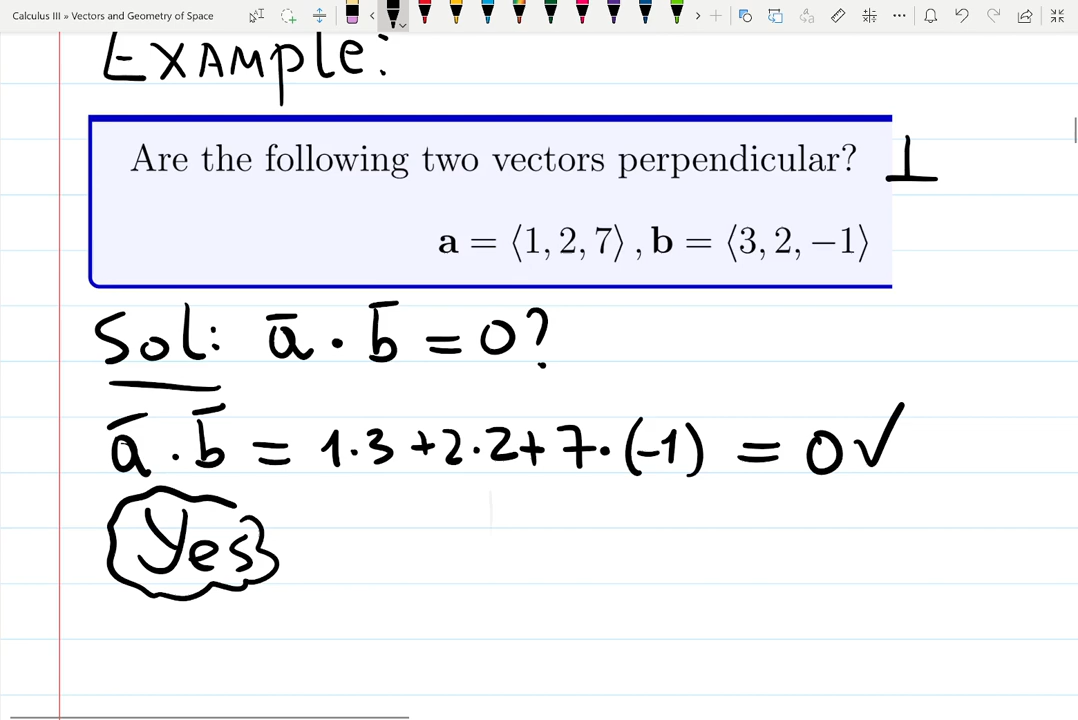 Calculus III » Vectors and Geometry of Space
Example:
Are the following two vectors perpendicular? ⊥
a = ⟨1, 2, 7⟩ , b = ⟨3, 2, −1⟩
Sol: a̅ · b̅ = 0?
a̅ · b̅ = 1·3 + 2·2 + 7·(−1) = 0 ✓
Yes